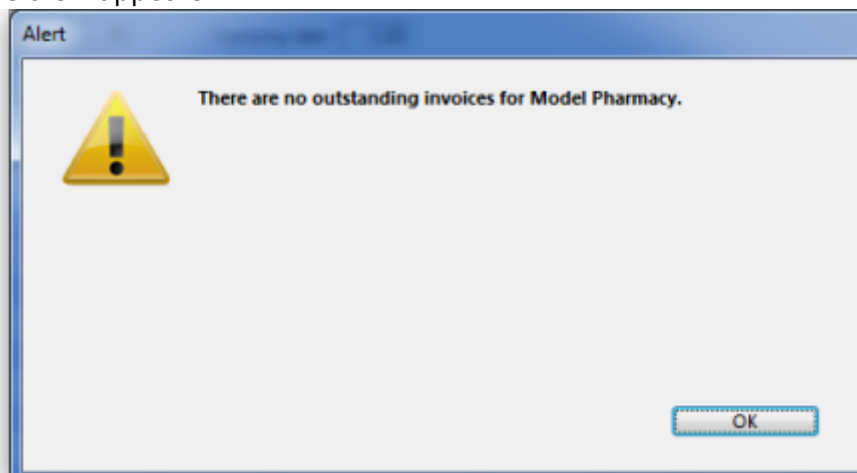 Alert
There are no outstanding invoices for Model Pharmacy.
OK